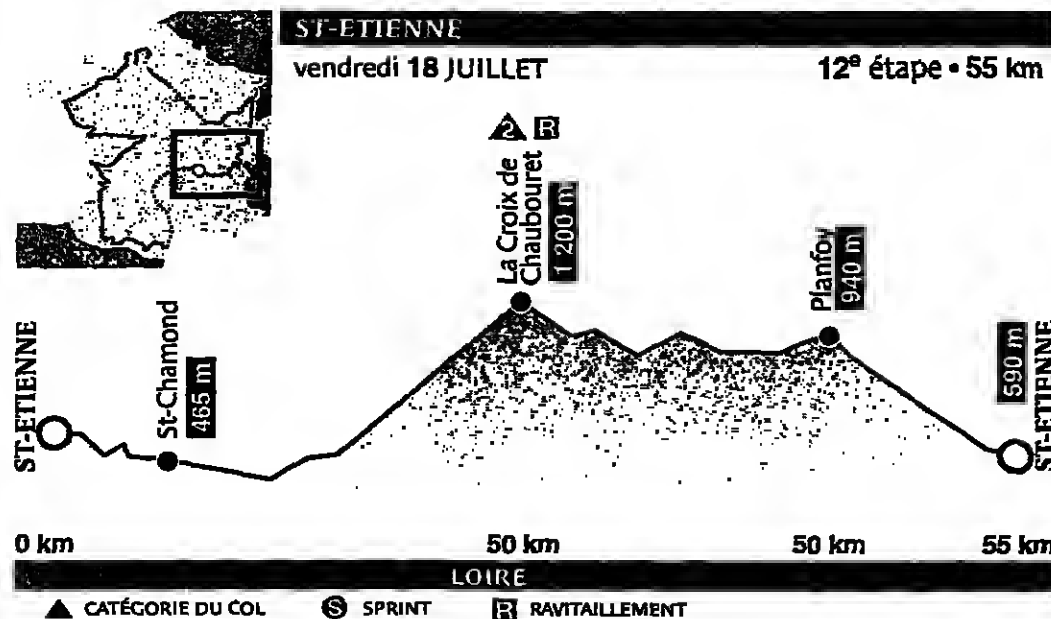 ST-ETIENNE
vendredi 18 JUILLET
12e étape • 55 km
2 R
La Croix de
Chaubouret
1 200 m
Planfoy
940 m
ST-ETIENNE
St-Chamond
465 m
590 m
ST-ETIENNE
0 km 50 km 50 km 55 km
LOIRE
CATÉGORIE DU COL S SPRINT R RAVITAILLEMENT